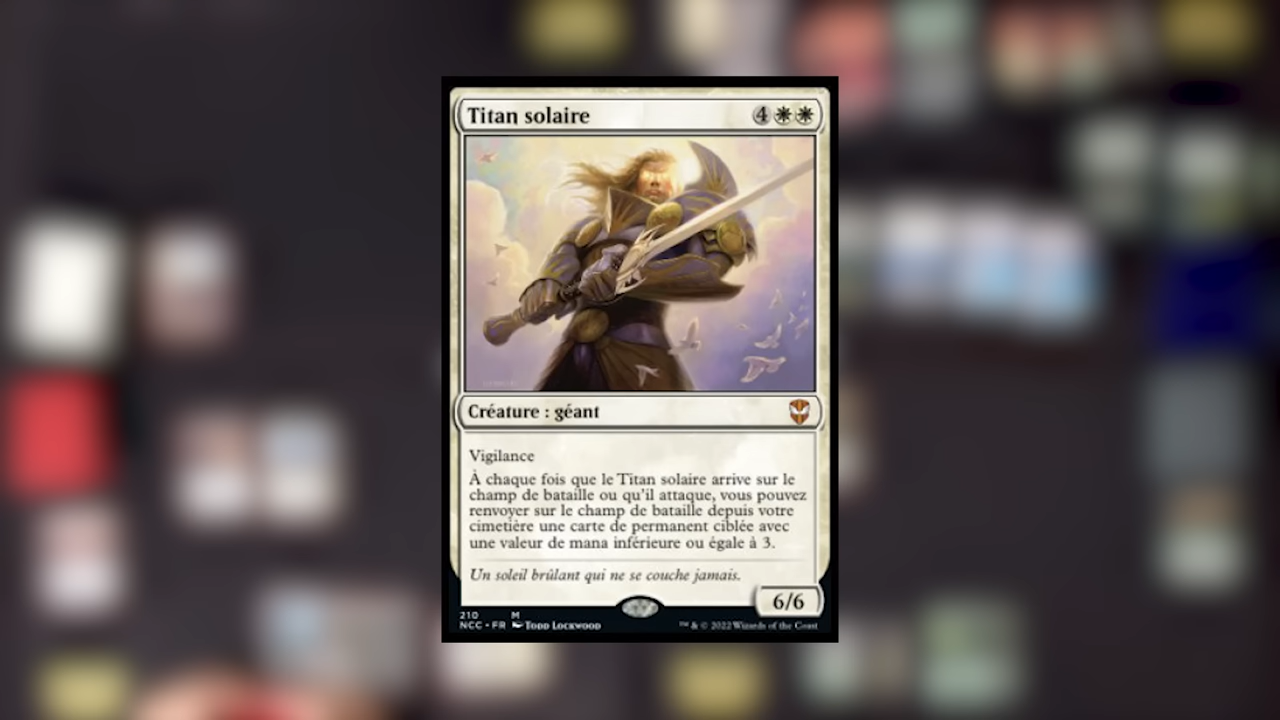 Titan solaire 4
Créature : géant
Vigilance
À chaque fois que le Titan solaire arrive sur le
champ de bataille ou qu'il attaque, vous pouvez
renvoyer sur le champ de bataille depuis votre
cimetière une carte de permanent ciblée avec
une valeur de mana inférieure ou égale à 3.
Un soleil brûlant qui ne se couche jamais.
6/6
210 M
NCC • FR Todd Lockwood
™ & © 2022 Wizards of the Coast